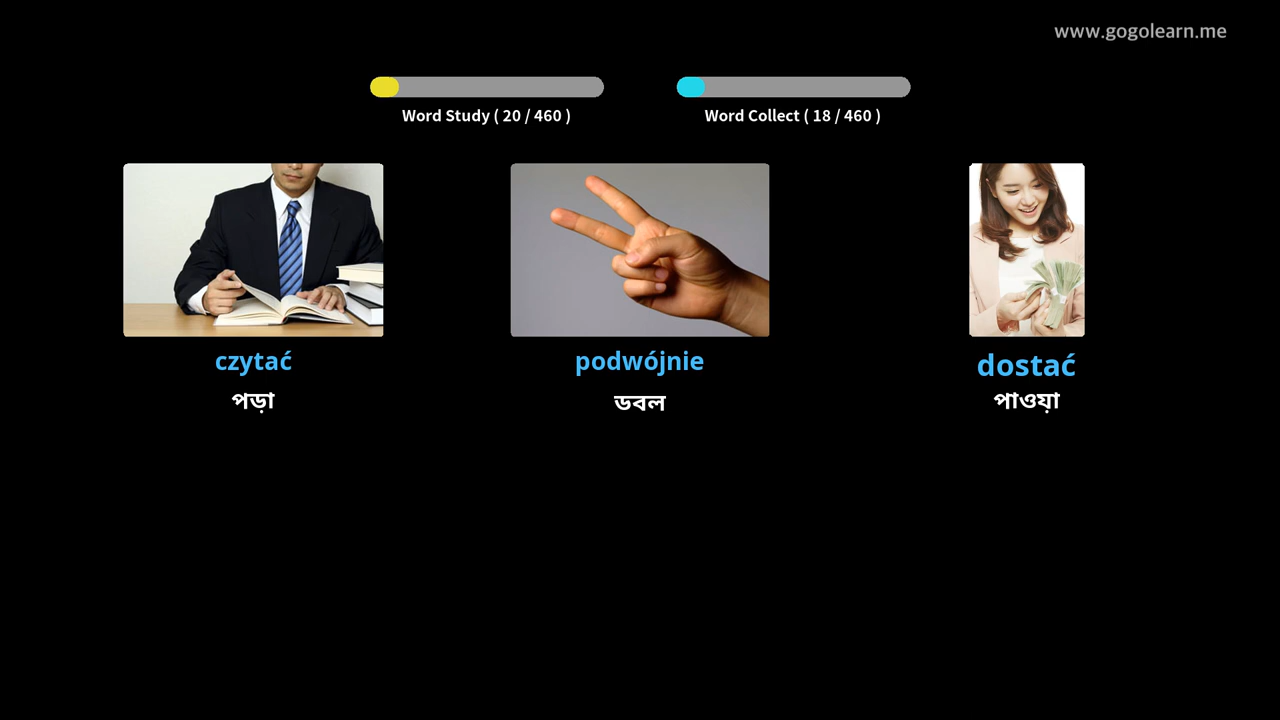 www.gogolearn.me
Word Study ( 20 / 460 )
Word Collect ( 18 / 460 )
czytać
podwójnie
dostać
পড়া
ডবল
পাওয়া